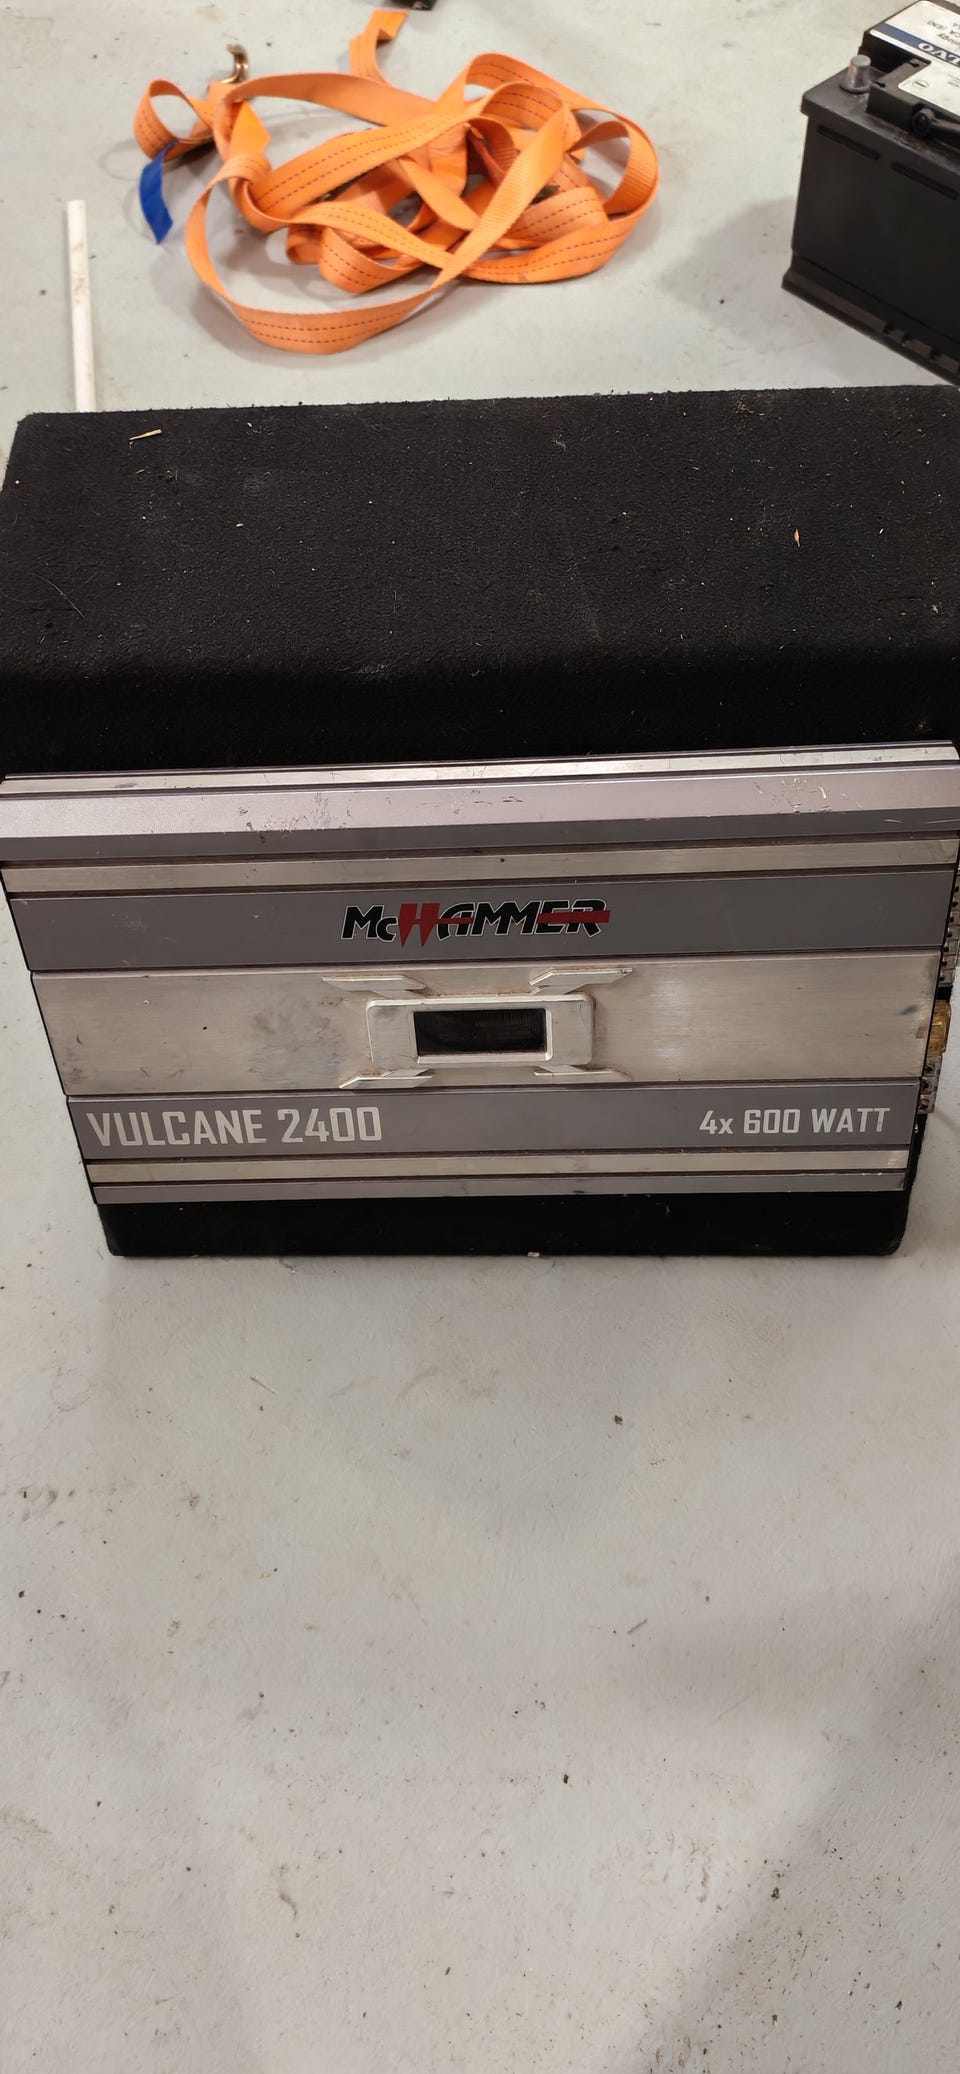 McHAMMER
VULCANE 2400
4x 600 WATT